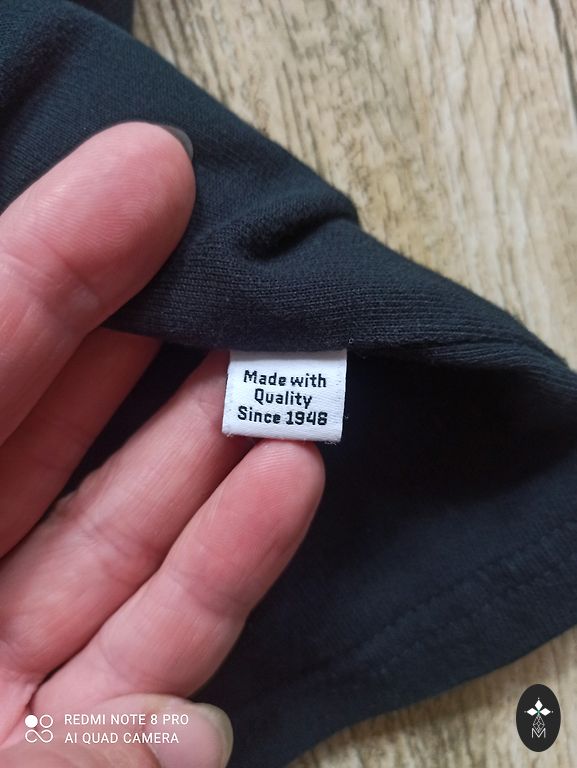 Made with
Quality
Since 1948
REDMI NOTE 8 PRO
AI QUAD CAMERA
M